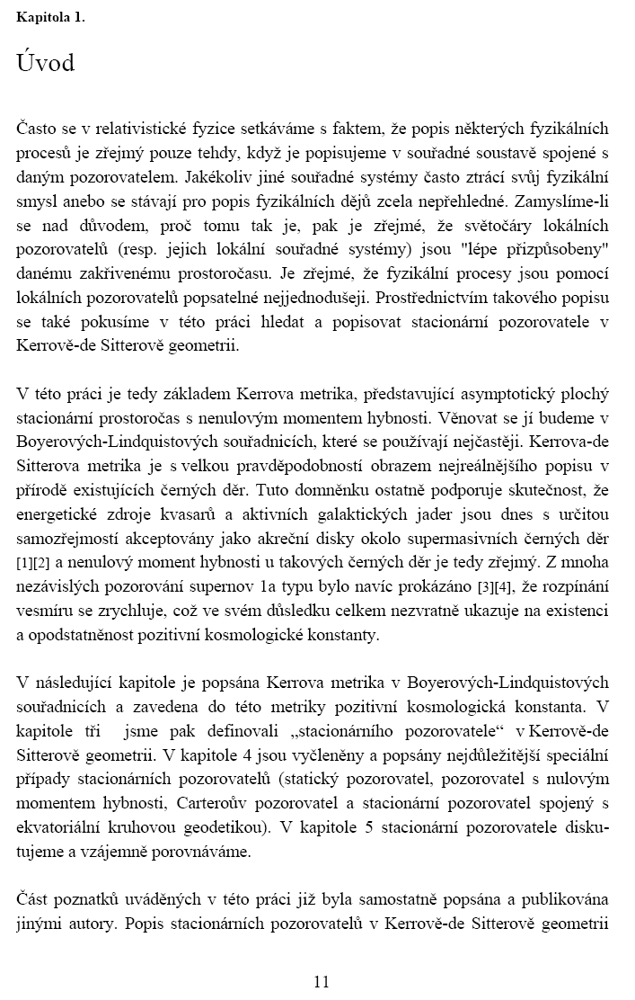 Kapitola 1.
Úvod
Často se v relativistické fyzice setkáváme s faktem, že popis některých fyzikálních
procesů je zřejmý pouze tehdy, když je popisujeme v souřadné soustavě spojené s
daným pozorovatelem. Jakékoliv jiné souřadné systémy často ztrácí svůj fyzikální
smysl anebo se stávají pro popis fyzikálních dějů zcela nepřehledné. Zamyslíme-li
se nad důvodem, proč tomu tak je, pak je zřejmé, že světočáry lokálních
pozorovatelů (resp. jejich lokální souřadné systémy) jsou "lépe přizpůsobeny"
danému zakřivenému prostoročasu. Je zřejmé, že fyzikální procesy jsou pomocí
lokálních pozorovatelů popsatelné nejjednodušeji. Prostřednictvím takového popisu
se také pokusíme v této práci hledat a popisovat stacionární pozorovatele v
Kerrově-de Sitterově geometrii.
V této práci je tedy základem Kerrova metrika, představující asymptotický plochý
stacionární prostoročas s nenulovým momentem hybnosti. Věnovat se jí budeme v
Boyerových-Lindquistových souřadnicích, které se používají nejčastěji. Kerrova-de
Sitterova metrika je s velkou pravděpodobností obrazem nejreálnějšího popisu v
přírodě existujících černých děr. Tuto domněnku ostatně podporuje skutečnost, že
energetické zdroje kvasarů a aktivních galaktických jader jsou dnes s určitou
samozřejmostí akceptovány jako akreční disky okolo supermasivních černých děr
[1][2] a nenulový moment hybnosti u takových černých děr je tedy zřejmý. Z mnoha
nezávislých pozorování supernov 1a typu bylo navíc prokázáno [3][4], že rozpínání
vesmíru se zrychluje, což ve svém důsledku celkem nezvratně ukazuje na existenci
a opodstatněnost pozitivní kosmologické konstanty.
V následující kapitole je popsána Kerrova metrika v Boyerových-Lindquistových
souřadnicích a zavedena do této metriky pozitivní kosmologická konstanta. V
kapitole tři jsme pak definovali „stacionárního pozorovatele“ v Kerrově-de
Sitterově geometrii. V kapitole 4 jsou vyčleněny a popsány nejdůležitější speciální
případy stacionárních pozorovatelů (statický pozorovatel, pozorovatel s nulovým
momentem hybnosti, Carteroův pozorovatel a stacionární pozorovatel spojený s
ekvatoriální kruhovou geodetikou). V kapitole 5 stacionární pozorovatele disku-
tujeme a vzájemně porovnáváme.
Část poznatků uváděných v této práci již byla samostatně popsána a publikována
jinými autory. Popis stacionárních pozorovatelů v Kerrově-de Sitterově geometrii
11